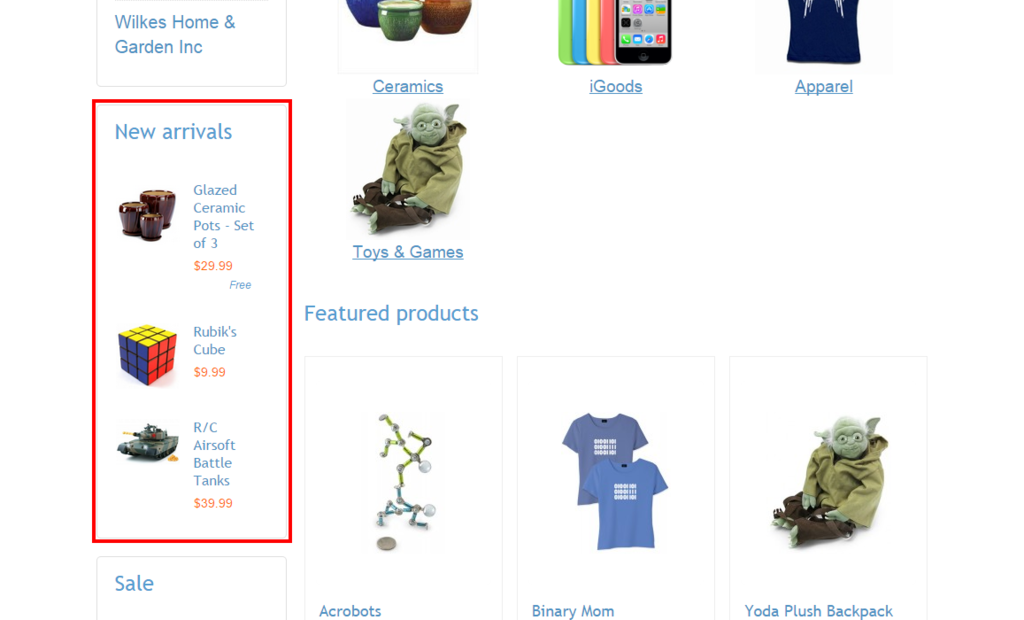 Wilkes Home &
Garden Inc
New arrivals
Glazed
Ceramic
Pots - Set
of 3
$29.99
Free
Rubik's
Cube
$9.99
R/C
Airsoft
Battle
Tanks
$39.99
Sale
Ceramics
iGoods
Apparel
Toys & Games
Featured products
Acrobots
Binary Mom
Yoda Plush Backpack